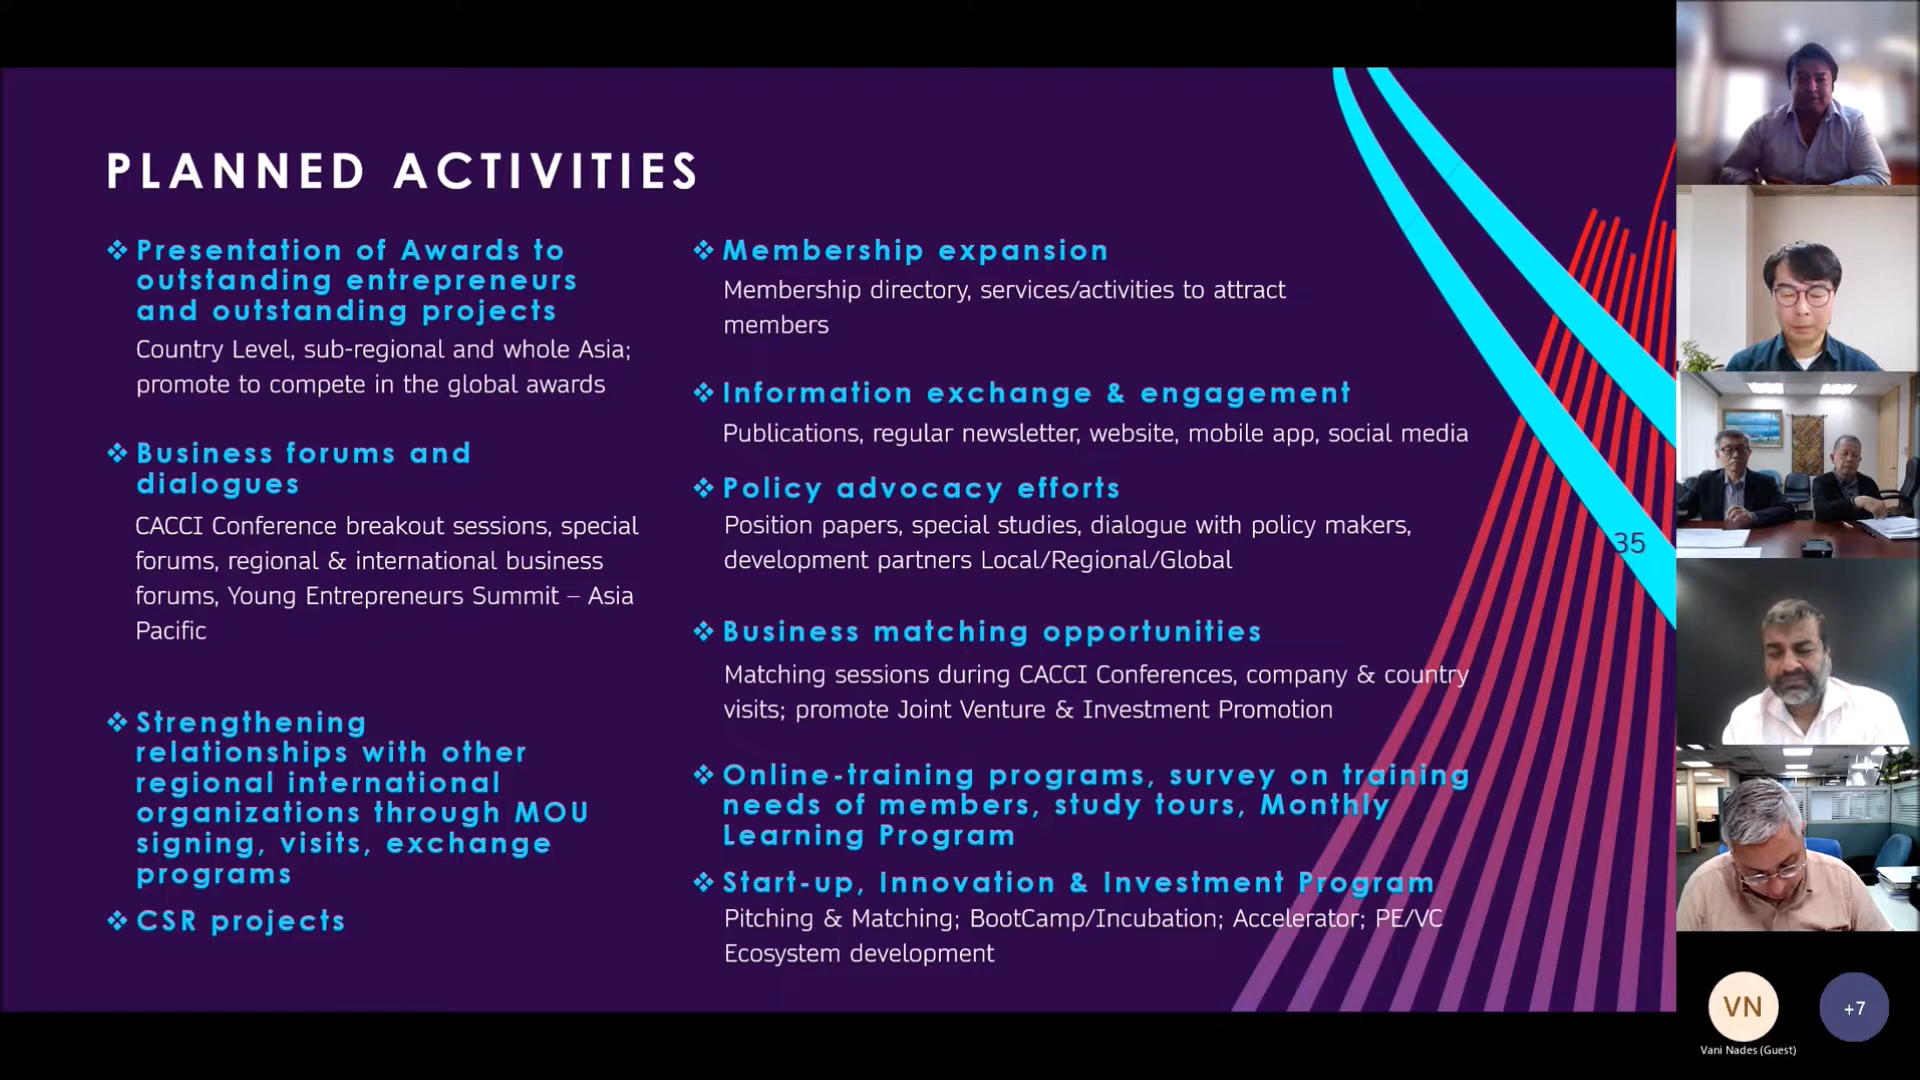 PLANNED ACTIVITIES
❖ Presentation of Awards to
outstanding entrepreneurs
and outstanding projects
Country Level, sub-regional and whole Asia;
promote to compete in the global awards
❖ Business forums and
dialogues
CACCI Conference breakout sessions, special
forums, regional & international business
forums, Young Entrepreneurs Summit – Asia
Pacific
❖ Strengthening
relationships with other
regional international
organizations through MOU
signing, visits, exchange
programs
❖ CSR projects
❖ Membership expansion
Membership directory, services/activities to attract
members
❖ Information exchange & engagement
Publications, regular newsletter, website, mobile app, social media
❖ Policy advocacy efforts
Position papers, special studies, dialogue with policy makers,
development partners Local/Regional/Global
❖ Business matching opportunities
Matching sessions during CACCI Conferences, company & country
visits; promote Joint Venture & Investment Promotion
❖ Online-training programs, survey on training
needs of members, study tours, Monthly
Learning Program
❖ Start-up, Innovation & Investment Program
Pitching & Matching; BootCamp/Incubation; Accelerator; PE/VC
Ecosystem development
35
VN
Vani Nades (Guest)
+7